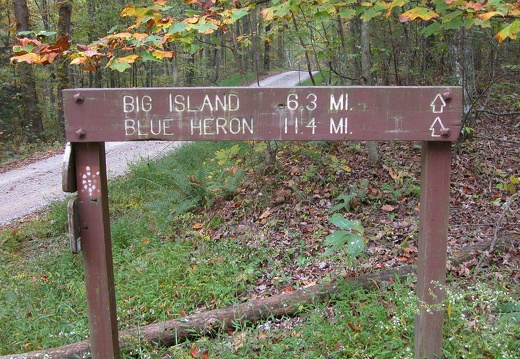 BIG ISLAND 6.3 MI.
BLUE HERON 11.4 MI.